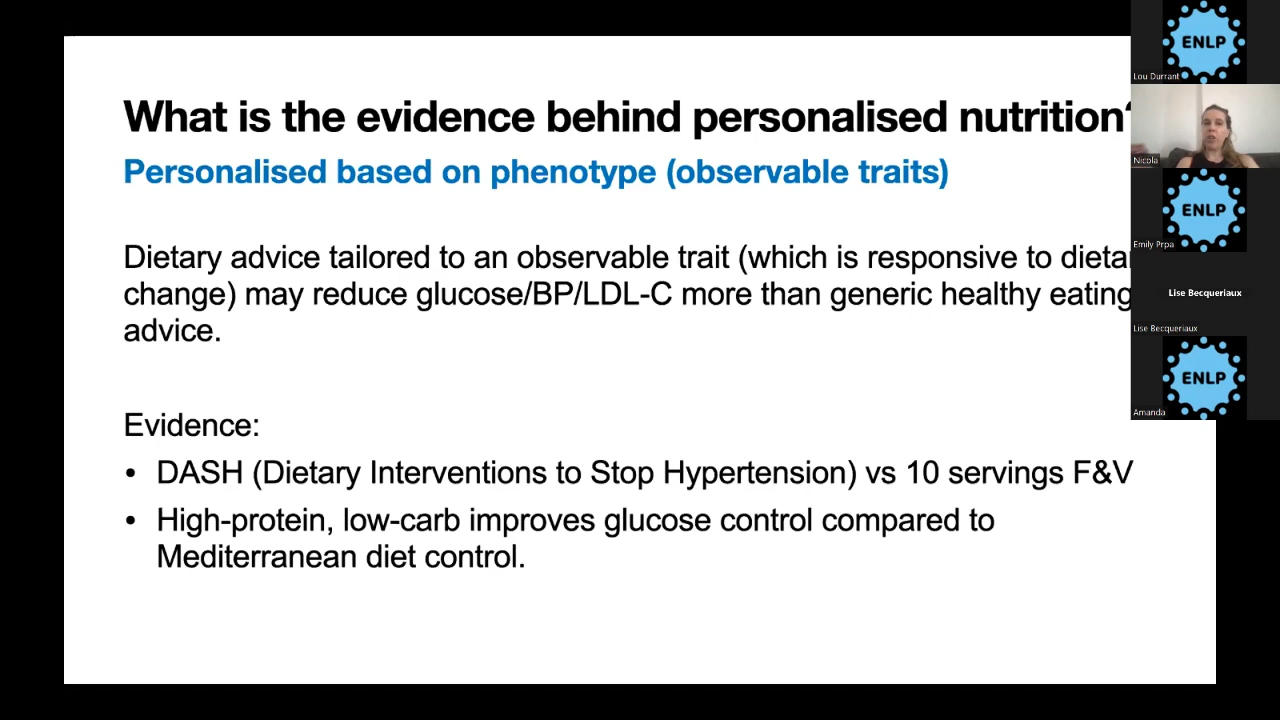 What is the evidence behind personalised nutrition?
Personalised based on phenotype (observable traits)
Dietary advice tailored to an observable trait (which is responsive to dieta
change) may reduce glucose/BP/LDL-C more than generic healthy eating
advice.
Evidence:
• DASH (Dietary Interventions to Stop Hypertension) vs 10 servings F&V
• High-protein, low-carb improves glucose control compared to
Mediterranean diet control.
ENLP
Lou Durrant
Nicola
ENLP
Emily Prpa
Lise Becqueriaux
Lise Becqueriaux
ENLP
Amanda